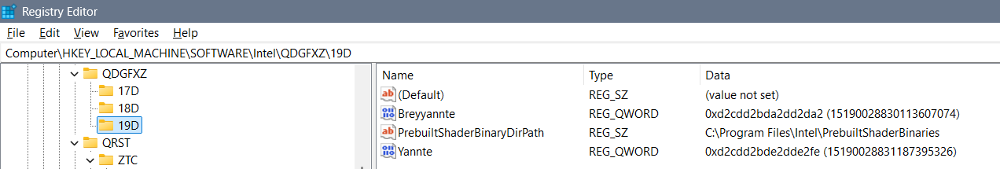 Registry Editor
File Edit View Favorites Help
Computer\HKEY_LOCAL_MACHINE\SOFTWARE\Intel\QDGFXZ\19D
QDGFXZ
17D
18D
19D
QRST
ZTC
Name Type Data
(Default) REG_SZ (value not set)
Breyyannte REG_QWORD 0xd2cdd2bda2dd2da2 (15190028830113607074)
PrebuiltShaderBinaryDirPath REG_SZ C:\Program Files\Intel\PrebuiltShaderBinaries
Yannte REG_QWORD 0xd2cdd2bde2dde2fe (15190028831187395326)